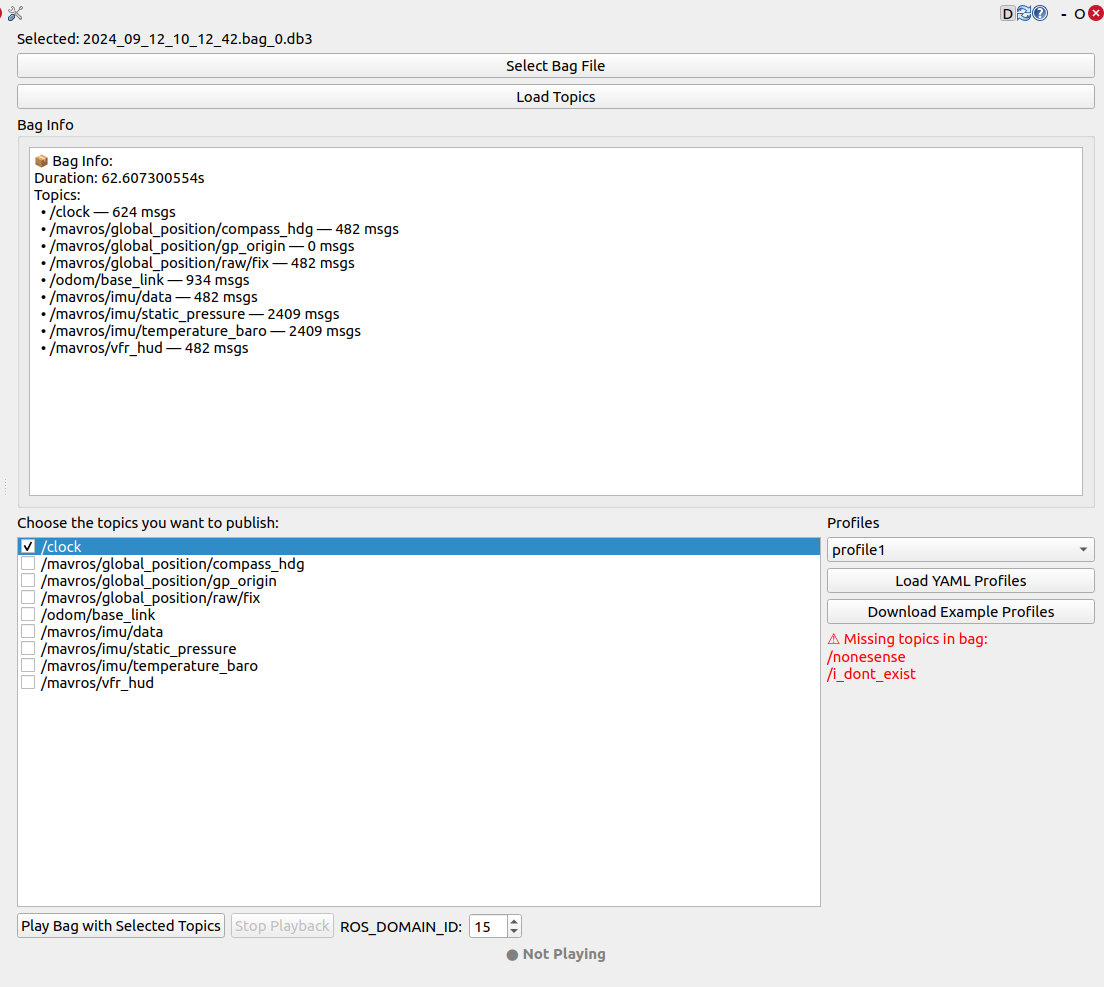 D ? - O ×
Selected: 2024_09_12_10_12_42.bag_0.db3
Select Bag File
Load Topics
Bag Info
📦 Bag Info:
Duration: 62.607300554s
Topics:
• /clock — 624 msgs
• /mavros/global_position/compass_hdg — 482 msgs
• /mavros/global_position/gp_origin — 0 msgs
• /mavros/global_position/raw/fix — 482 msgs
• /odom/base_link — 934 msgs
• /mavros/imu/data — 482 msgs
• /mavros/imu/static_pressure — 2409 msgs
• /mavros/imu/temperature_baro — 2409 msgs
• /mavros/vfr_hud — 482 msgs
Choose the topics you want to publish:
/clock
/mavros/global_position/compass_hdg
/mavros/global_position/gp_origin
/mavros/global_position/raw/fix
/odom/base_link
/mavros/imu/data
/mavros/imu/static_pressure
/mavros/imu/temperature_baro
/mavros/vfr_hud
Profiles
profile1
Load YAML Profiles
Download Example Profiles
⚠ Missing topics in bag:
/nonesense
/i_dont_exist
Play Bag with Selected Topics Stop Playback ROS_DOMAIN_ID: 15
● Not Playing